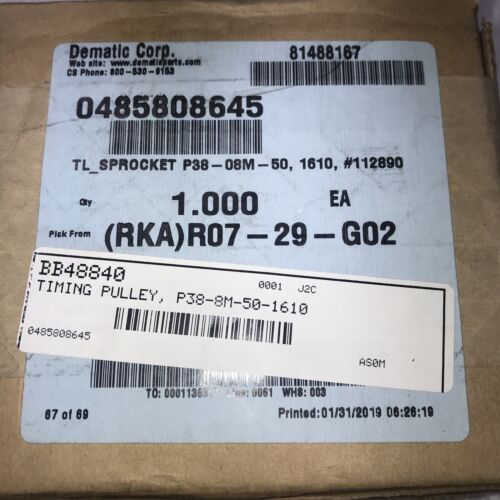 Dematic Corp. 81488167
Web site: www.dematicparts.com
CS Phone: 800-530-9153
0485808645
TL_SPROCKET P38-08M-50, 1610, #112890
Qty 1.000 EA
Pick From (RKA)R07-29-G02
BB48840 0001 J2C
TIMING PULLEY, P38-8M-50-1610
0485808645
AS0M
WHS: 003
67 of 69 Printed:01/31/2019 06:26:19